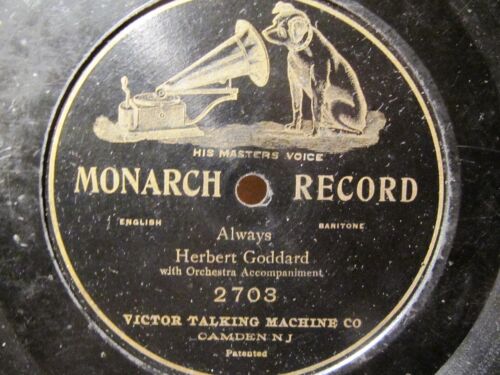 HIS MASTERS VOICE
MONARCH RECORD
ENGLISH BARITONE
Always
Herbert Goddard
with Orchestra Accompaniment
2703
VICTOR TALKING MACHINE CO
CAMDEN N J
Patented